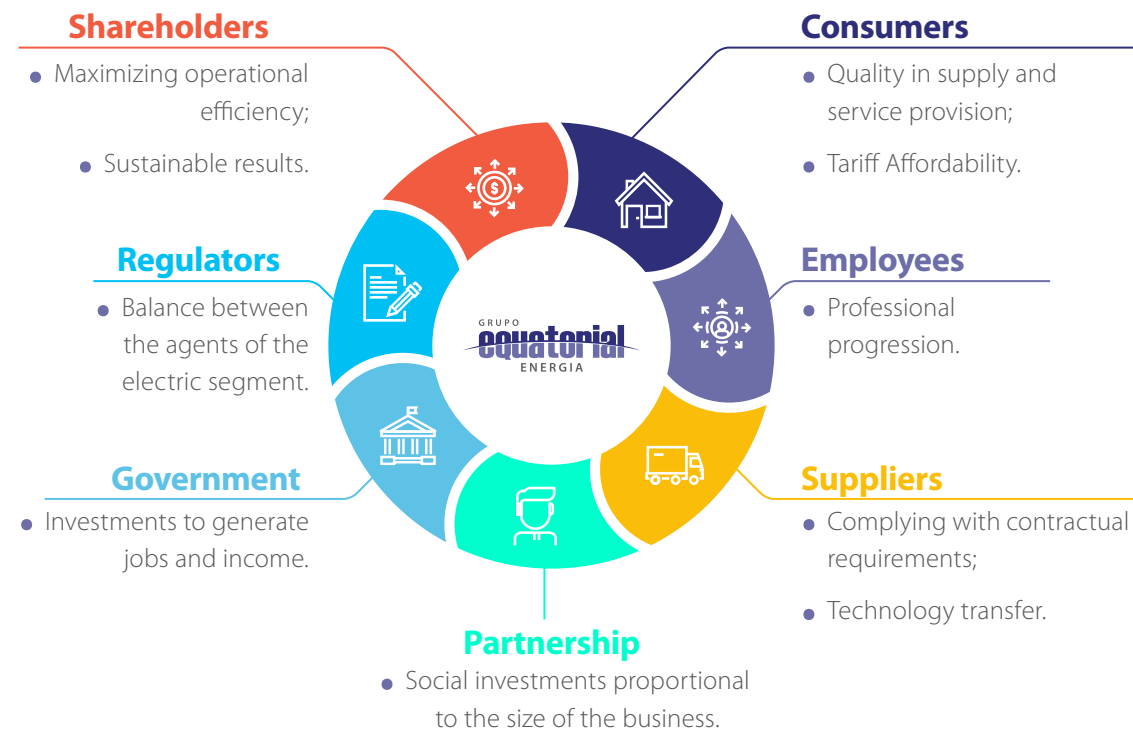 Shareholders
• Maximizing operational
efficiency;
• Sustainable results.
Consumers
• Quality in supply and
service provision;
• Tariff Affordability.
Regulators
• Balance between
the agents of the
electric segment.
$
GRUPO
equatorial
ENERGIA
Employees
• Professional
progression.
Government
• Investments to generate
jobs and income.
Suppliers
• Complying with contractual
requirements;
• Technology transfer.
Partnership
• Social investments proportional
to the size of the business.